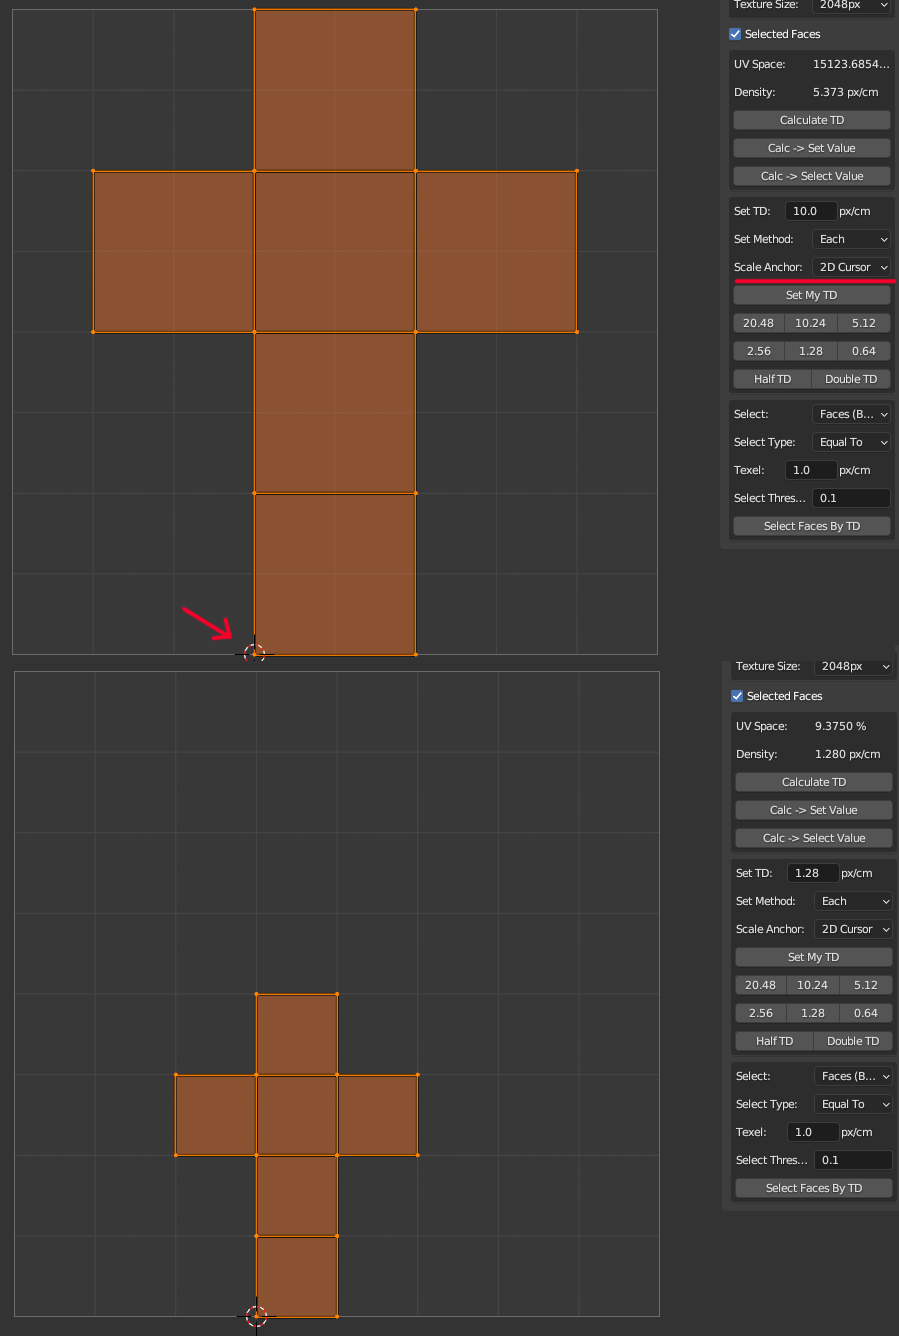 Texture Size: 2048px
Selected Faces
UV Space: 15123.6854...
Density: 5.373 px/cm
Calculate TD
Calc -> Set Value
Calc -> Select Value
Set TD: 10.0 px/cm
Set Method: Each
Scale Anchor: 2D Cursor
Set My TD
20.48 10.24 5.12
2.56 1.28 0.64
Half TD Double TD
Select: Faces (B...
Select Type: Equal To
Texel: 1.0 px/cm
Select Thres... 0.1
Select Faces By TD
Texture Size: 2048px
Selected Faces
UV Space: 9.3750 %
Density: 1.280 px/cm
Calculate TD
Calc -> Set Value
Calc -> Select Value
Set TD: 1.28 px/cm
Set Method: Each
Scale Anchor: 2D Cursor
Set My TD
20.48 10.24 5.12
2.56 1.28 0.64
Half TD Double TD
Select: Faces (B...
Select Type: Equal To
Texel: 1.0 px/cm
Select Thres... 0.1
Select Faces By TD